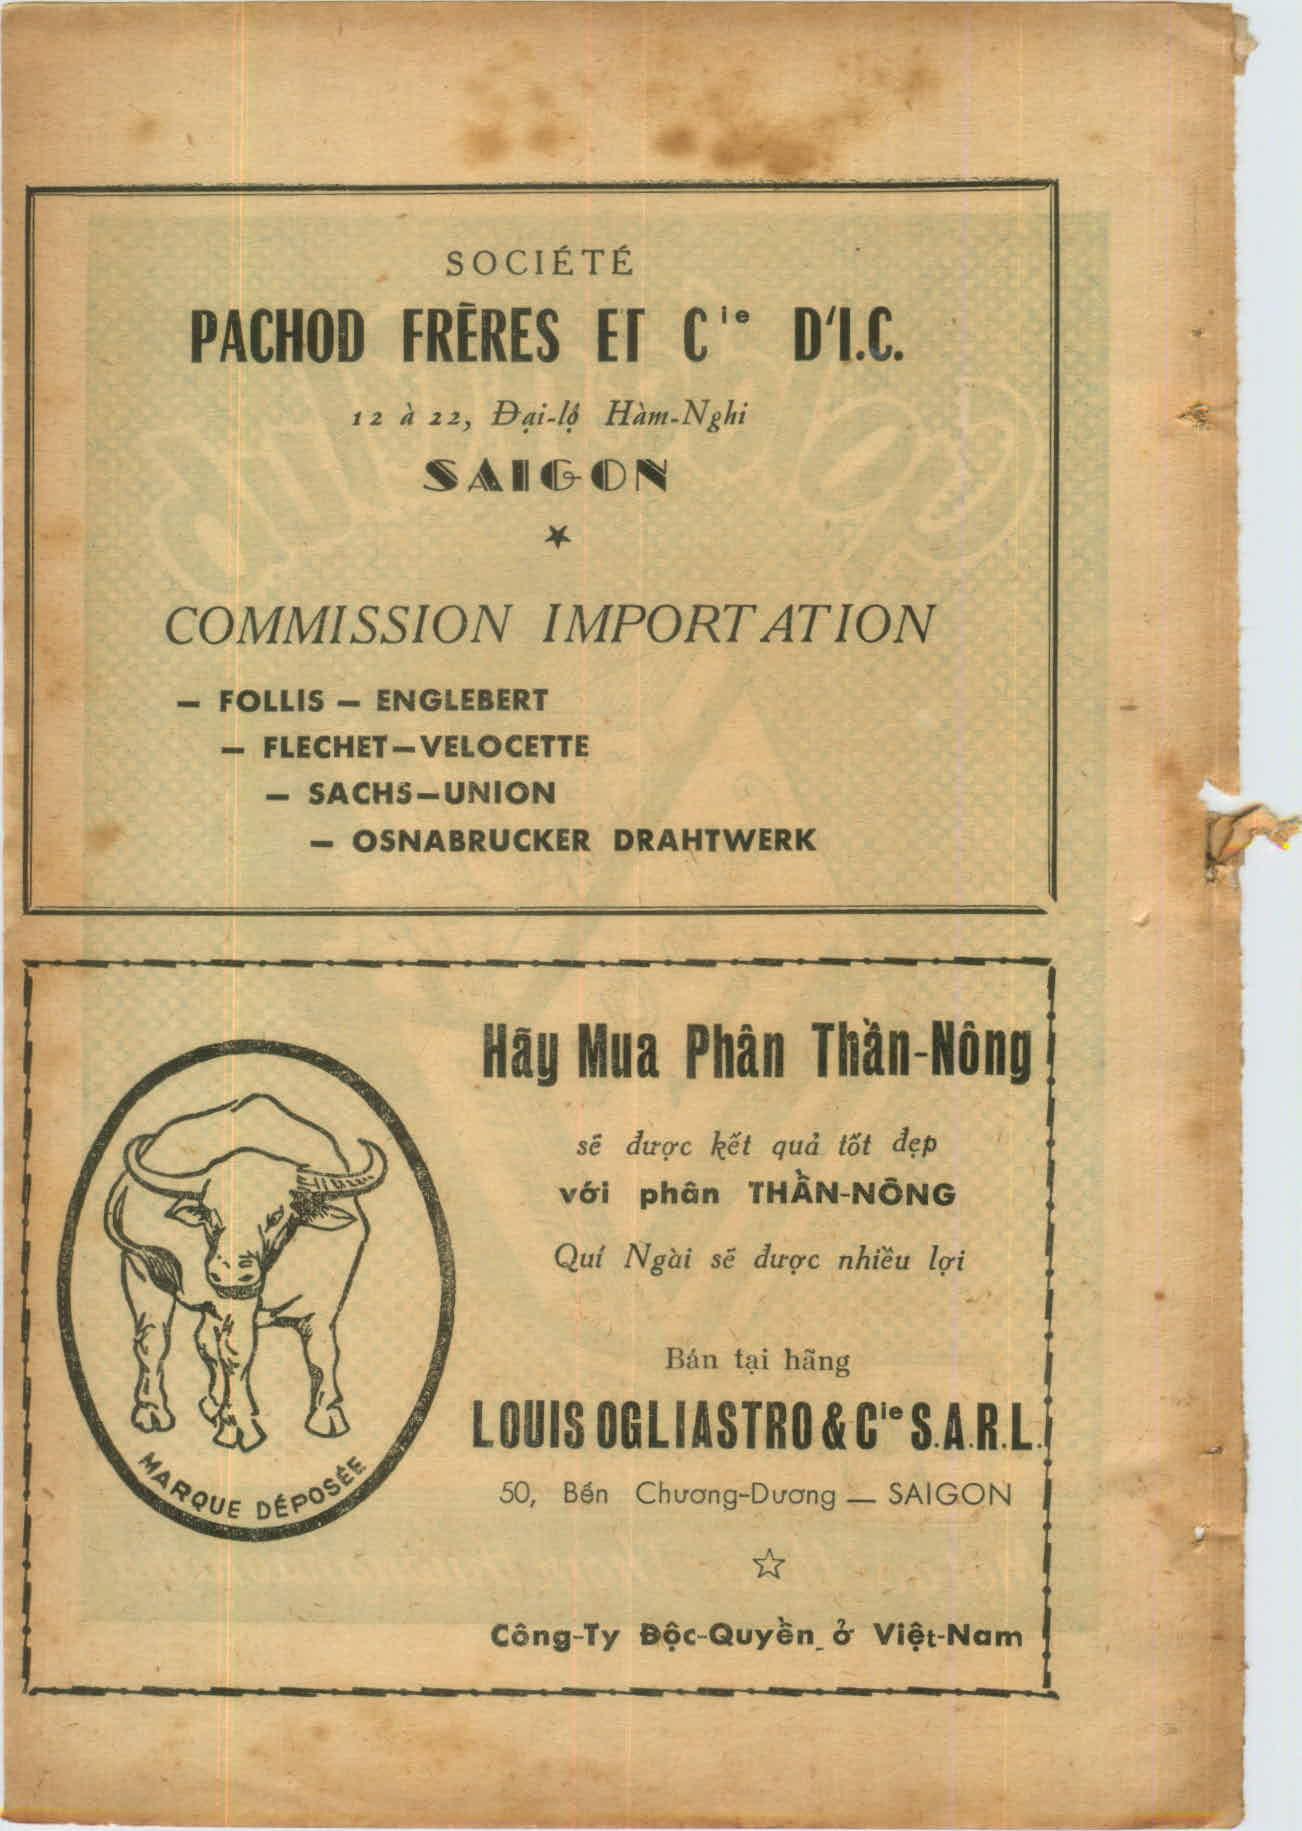 SOCIÉTÉ
PACHOD FRÈRES ET Cie D'I.C.
12 à 22, Đại-lộ Hàm-Nghi
SAIGON
COMMISSION IMPORTATION
— FOLLIS — ENGLEBERT
— FLECHET — VELOCETTE
— SACHS — UNION
— OSNABRUCKER DRAHTWERK
Hãy Mua Phân Thần-Nông
sẽ được kết quả tốt đẹp
với phân THẦN-NÔNG
Quí Ngài sẽ được nhiều lợi
Bán tại hãng
LOUIS OGLIASTRO & Cie S.A.R.L.
50, Bến Chương-Dương — SAIGON
Công-Ty Độc-Quyền ở Việt-Nam
MARQUE DÉPOSÉE